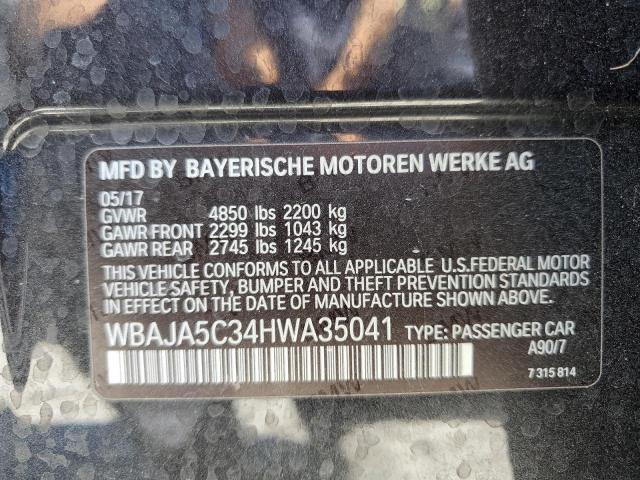 MFD BY BAYERISCHE MOTOREN WERKE AG
05/17
GVWR 4850 lbs 2200 kg
GAWR FRONT 2299 lbs 1043 kg
GAWR REAR 2745 lbs 1245 kg
THIS VEHICLE CONFORMS TO ALL APPLICABLE U.S.FEDERAL MOTOR
VEHICLE SAFETY, BUMPER AND THEFT PREVENTION STANDARDS
IN EFFECT ON THE DATE OF MANUFACTURE SHOWN ABOVE.
WBAJA5C34HWA35041 TYPE: PASSENGER CAR
A90/7
7 315 814